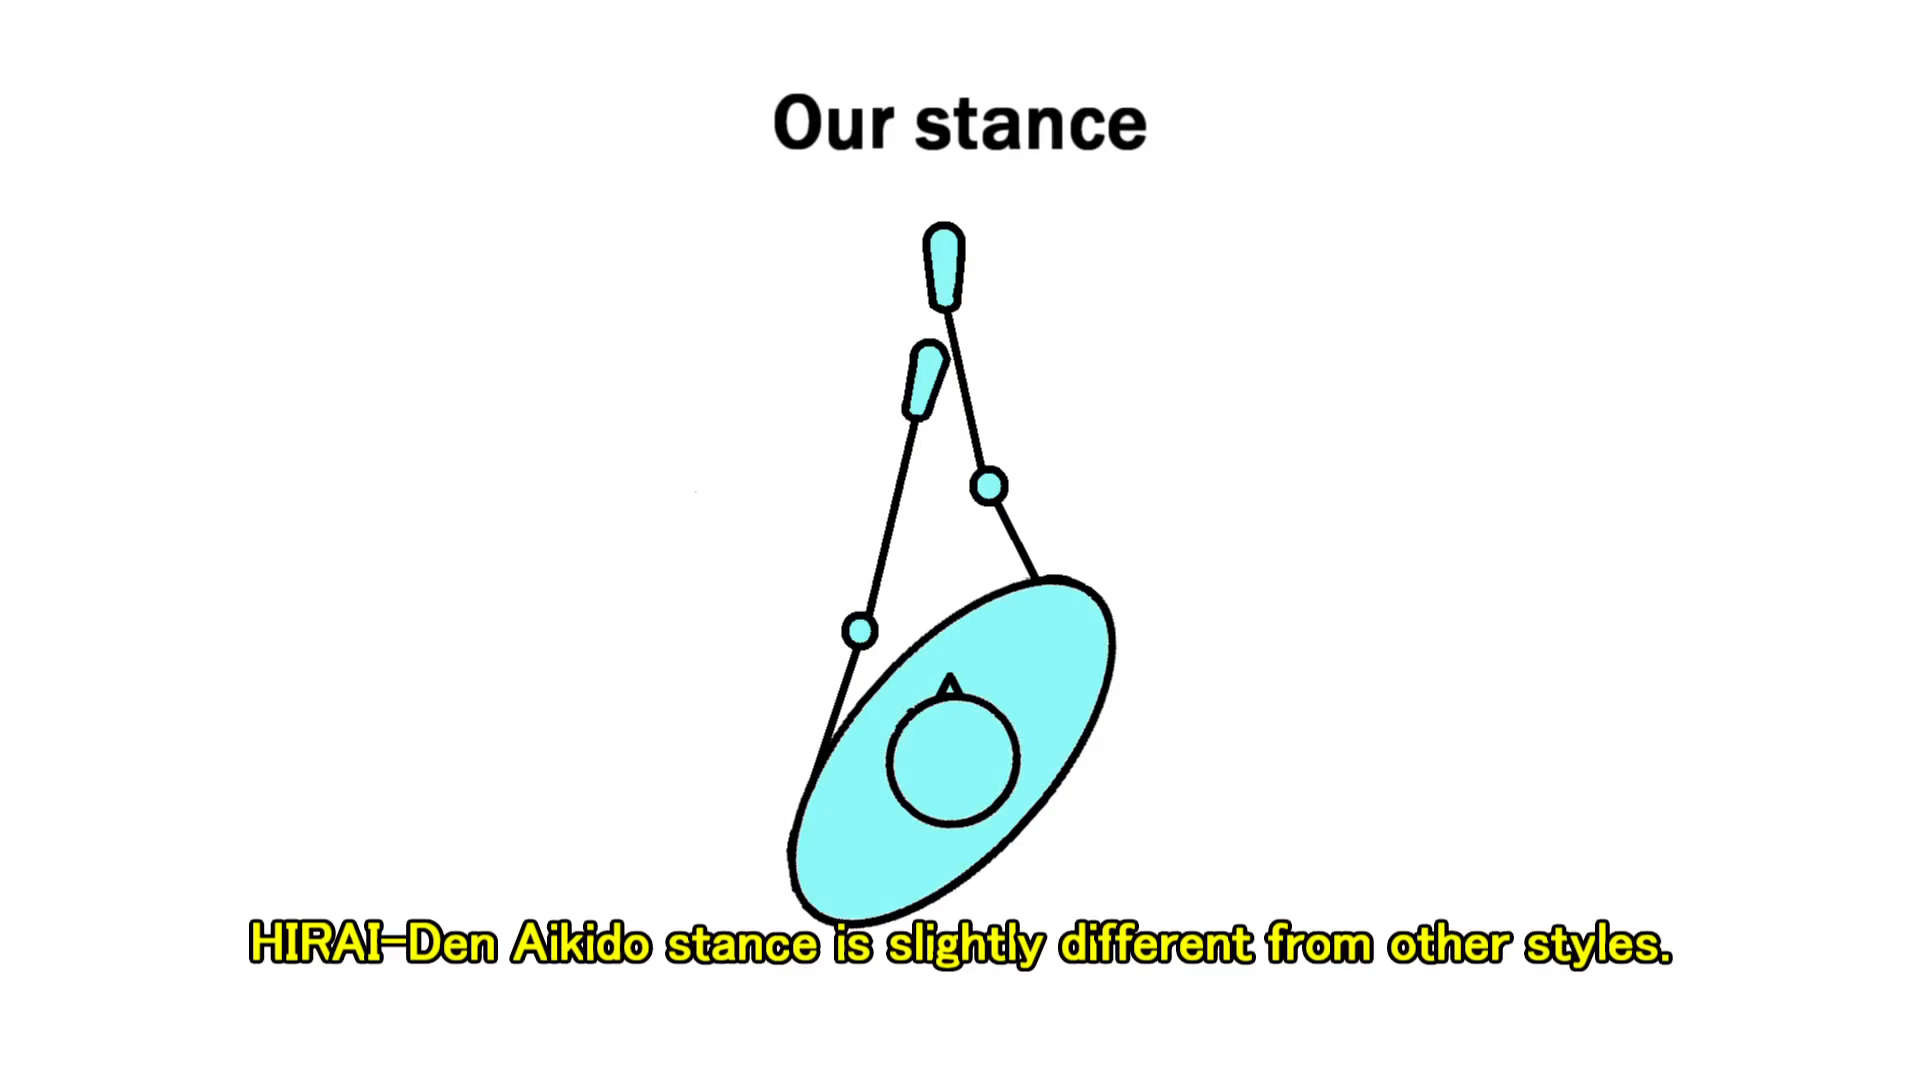 Our stance
HIRAI-Den Aikido stance is slightly different from other styles.